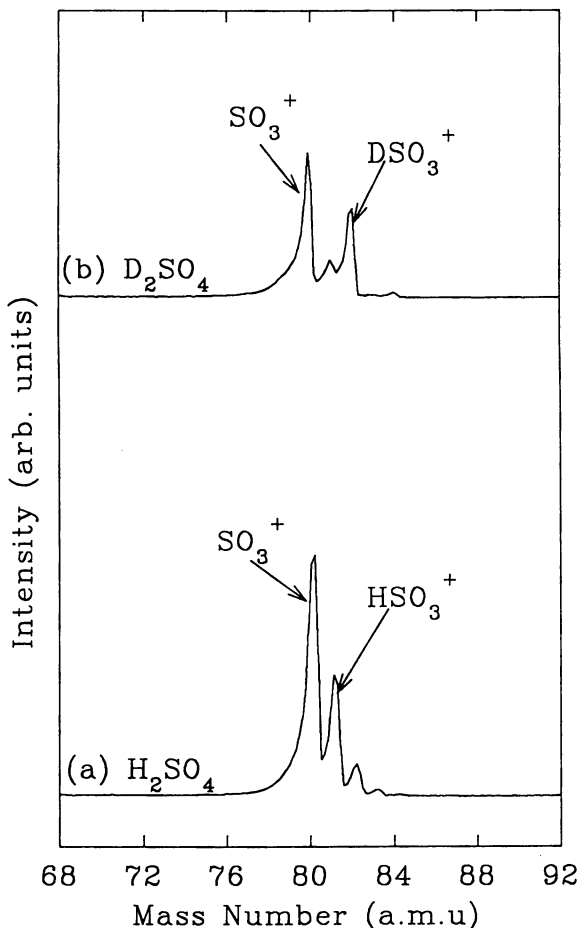 SO₃⁺
DSO₃⁺
(b) D₂SO₄
SO₃⁺
HSO₃⁺
(a) H₂SO₄
Intensity (arb. units)
68 72 76 80 84 88 92
Mass Number (a.m.u)